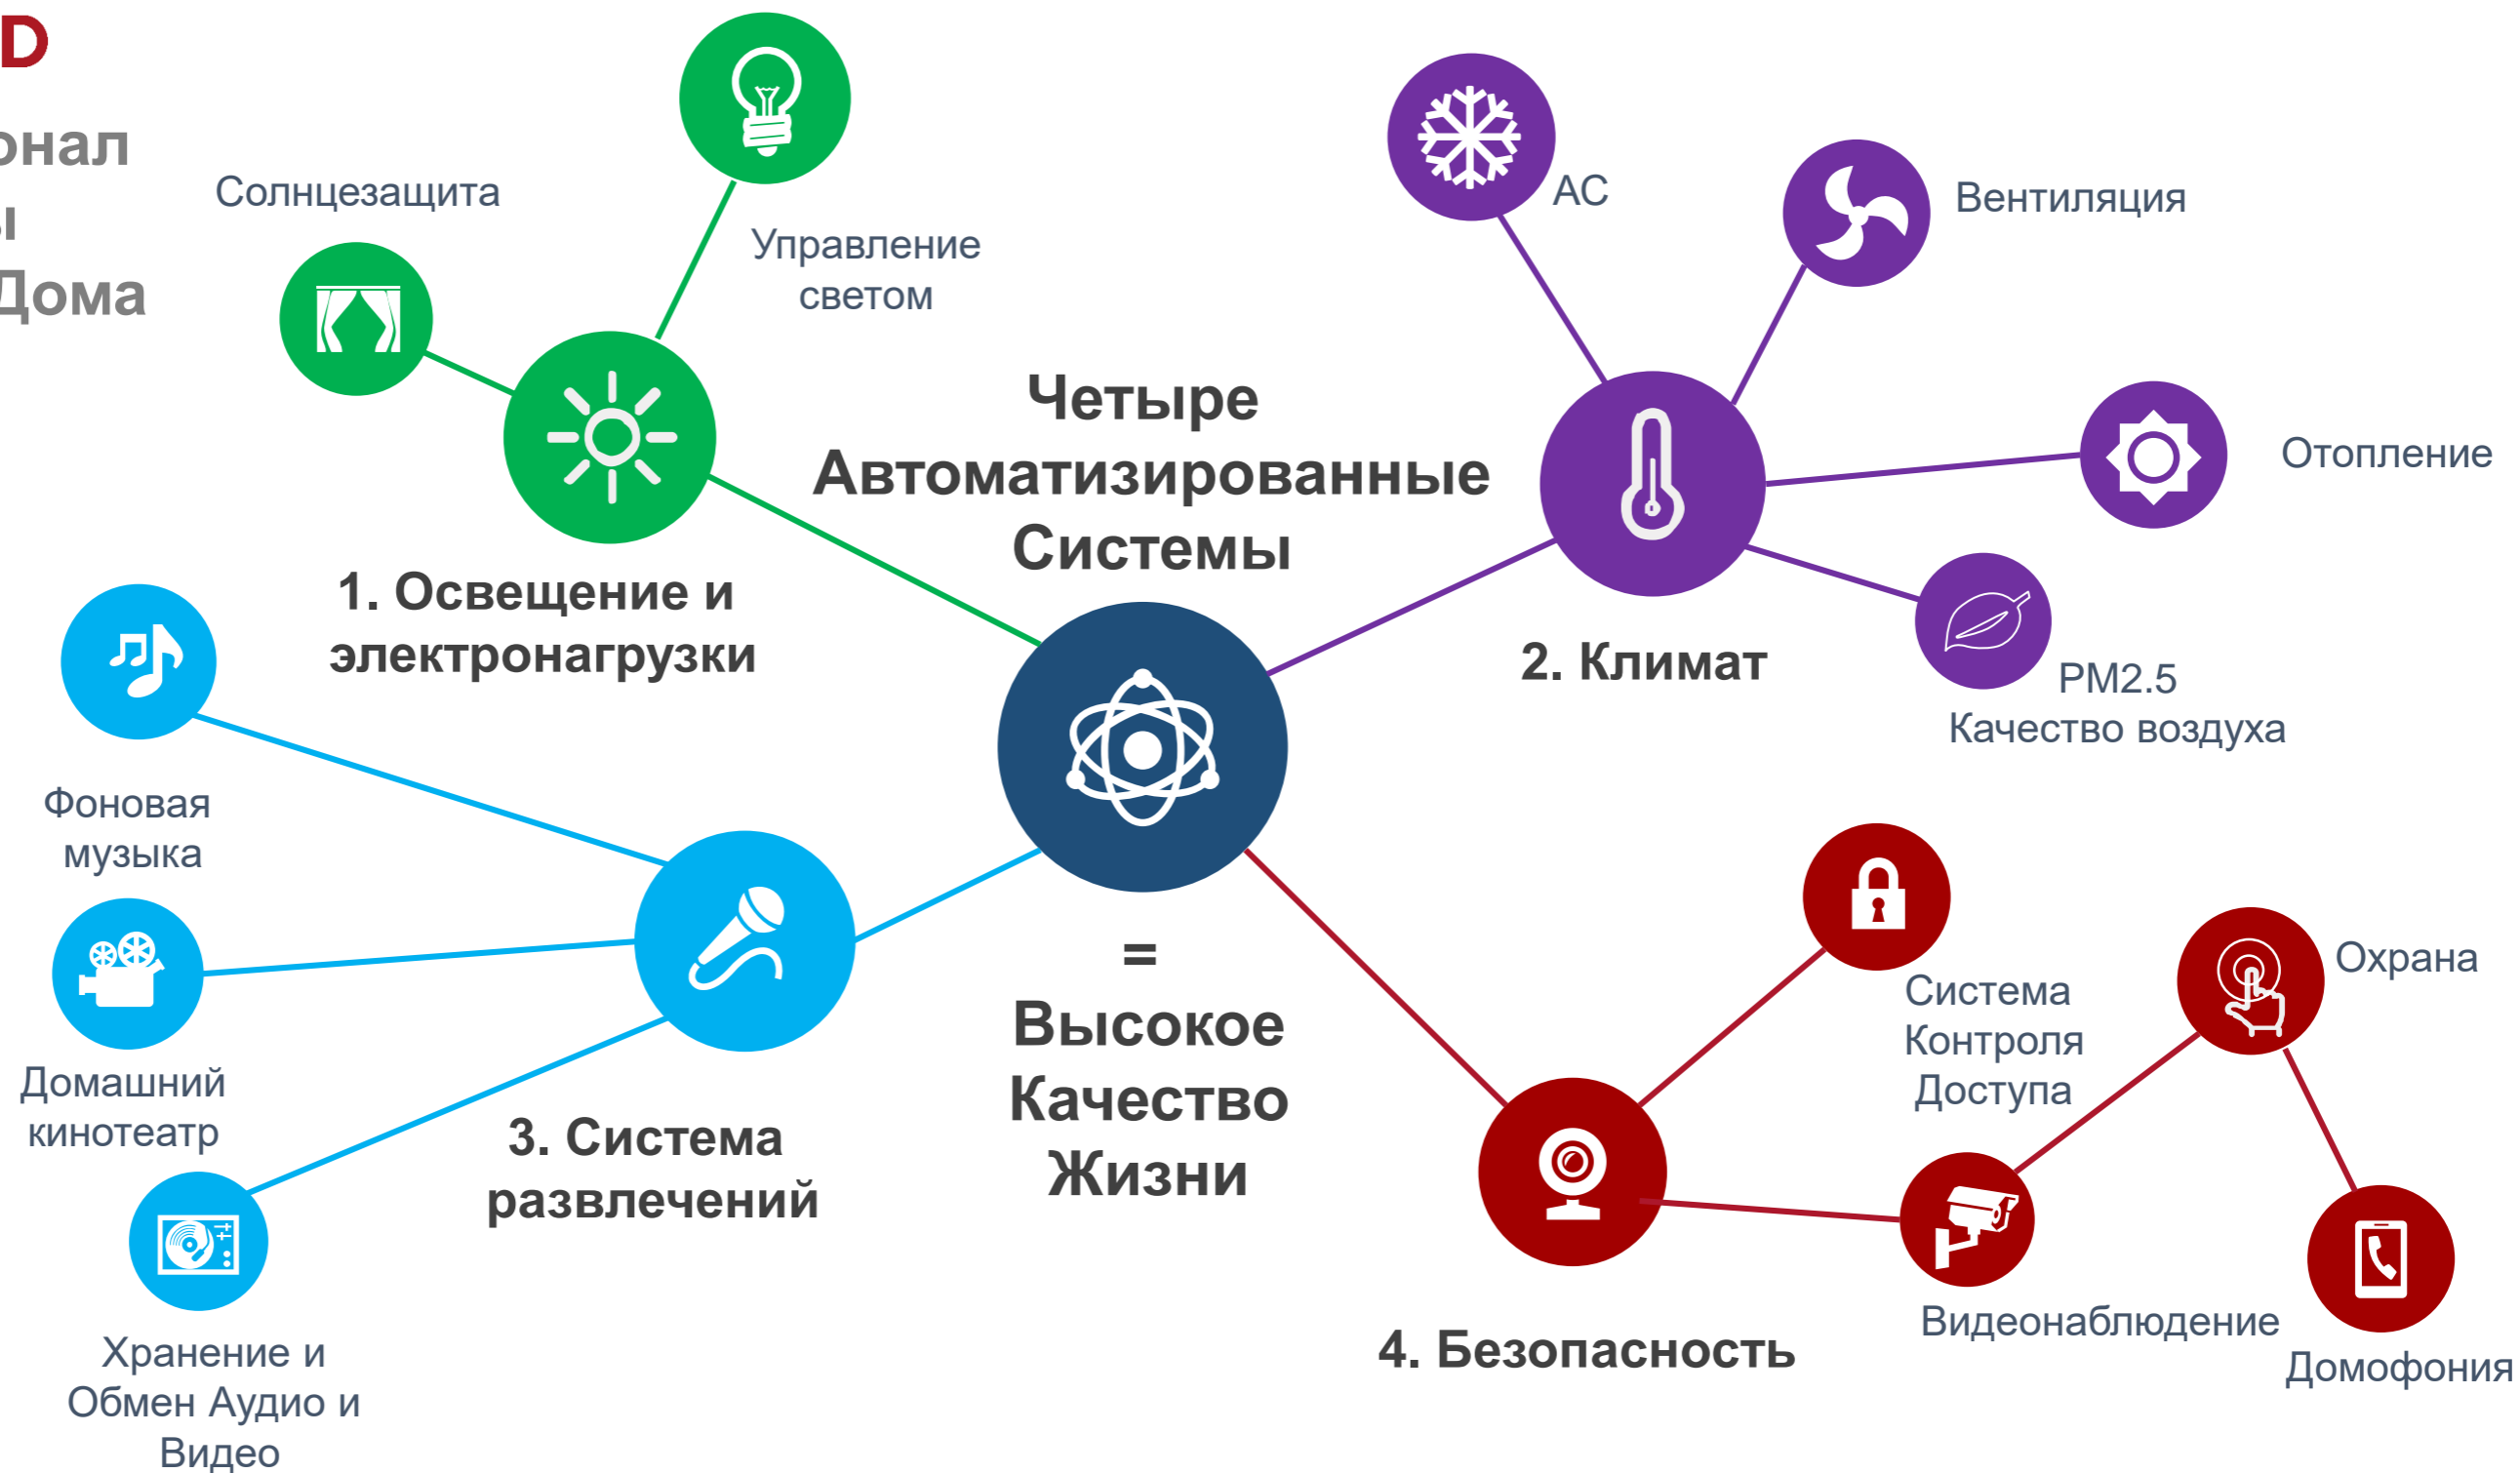 D
онал
ы
Дома
Солнцезащита
Управление
светом
AC
Вентиляция
Отопление
PM2.5
Качество воздуха
Четыре
Автоматизированные
Системы
1. Освещение и
электронагрузки
2. Климат
Фоновая
музыка
Домашний
кинотеатр
Хранение и
Обмен Аудио и
Видео
3. Система
развлечений
=
Высокое
Качество
Жизни
Система
Контроля
Доступа
Охрана
Видеонаблюдение
Домофония
4. Безопасность